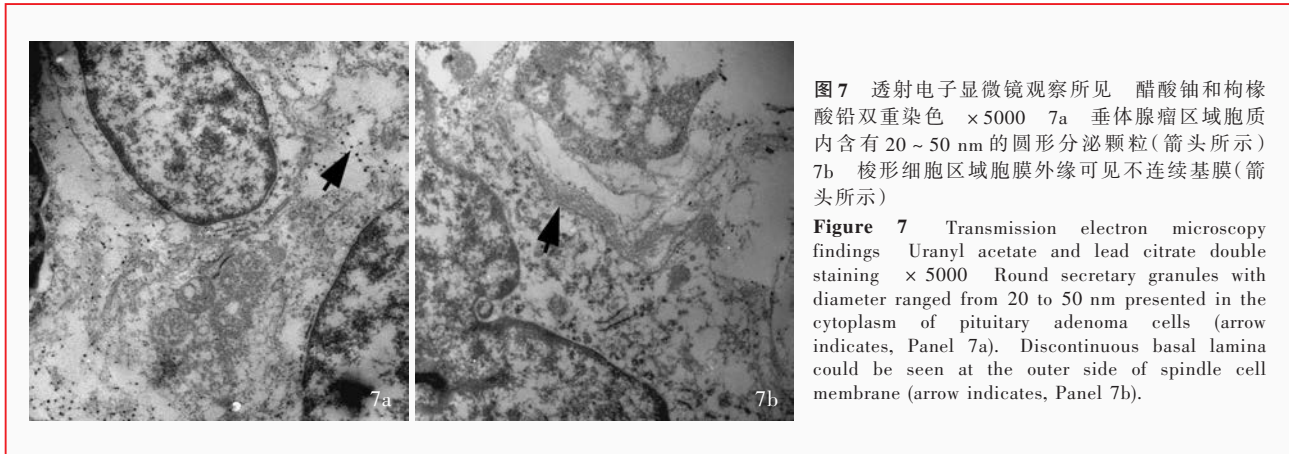 7a
7b
图7 透射电子显微镜观察所见 醋酸铀和枸橼
酸铅双重染色 ×5000 7a 垂体腺瘤区域胞质
内含有 20 ~ 50 nm 的圆形分泌颗粒(箭头所示)
7b 梭形细胞区域胞膜外缘可见不连续基膜(箭
头所示)
Figure 7 Transmission electron microscopy
findings Uranyl acetate and lead citrate double
staining × 5000 Round secretary granules with
diameter ranged from 20 to 50 nm presented in the
cytoplasm of pituitary adenoma cells (arrow
indicates, Panel 7a). Discontinuous basal lamina
could be seen at the outer side of spindle cell
membrane (arrow indicates, Panel 7b).